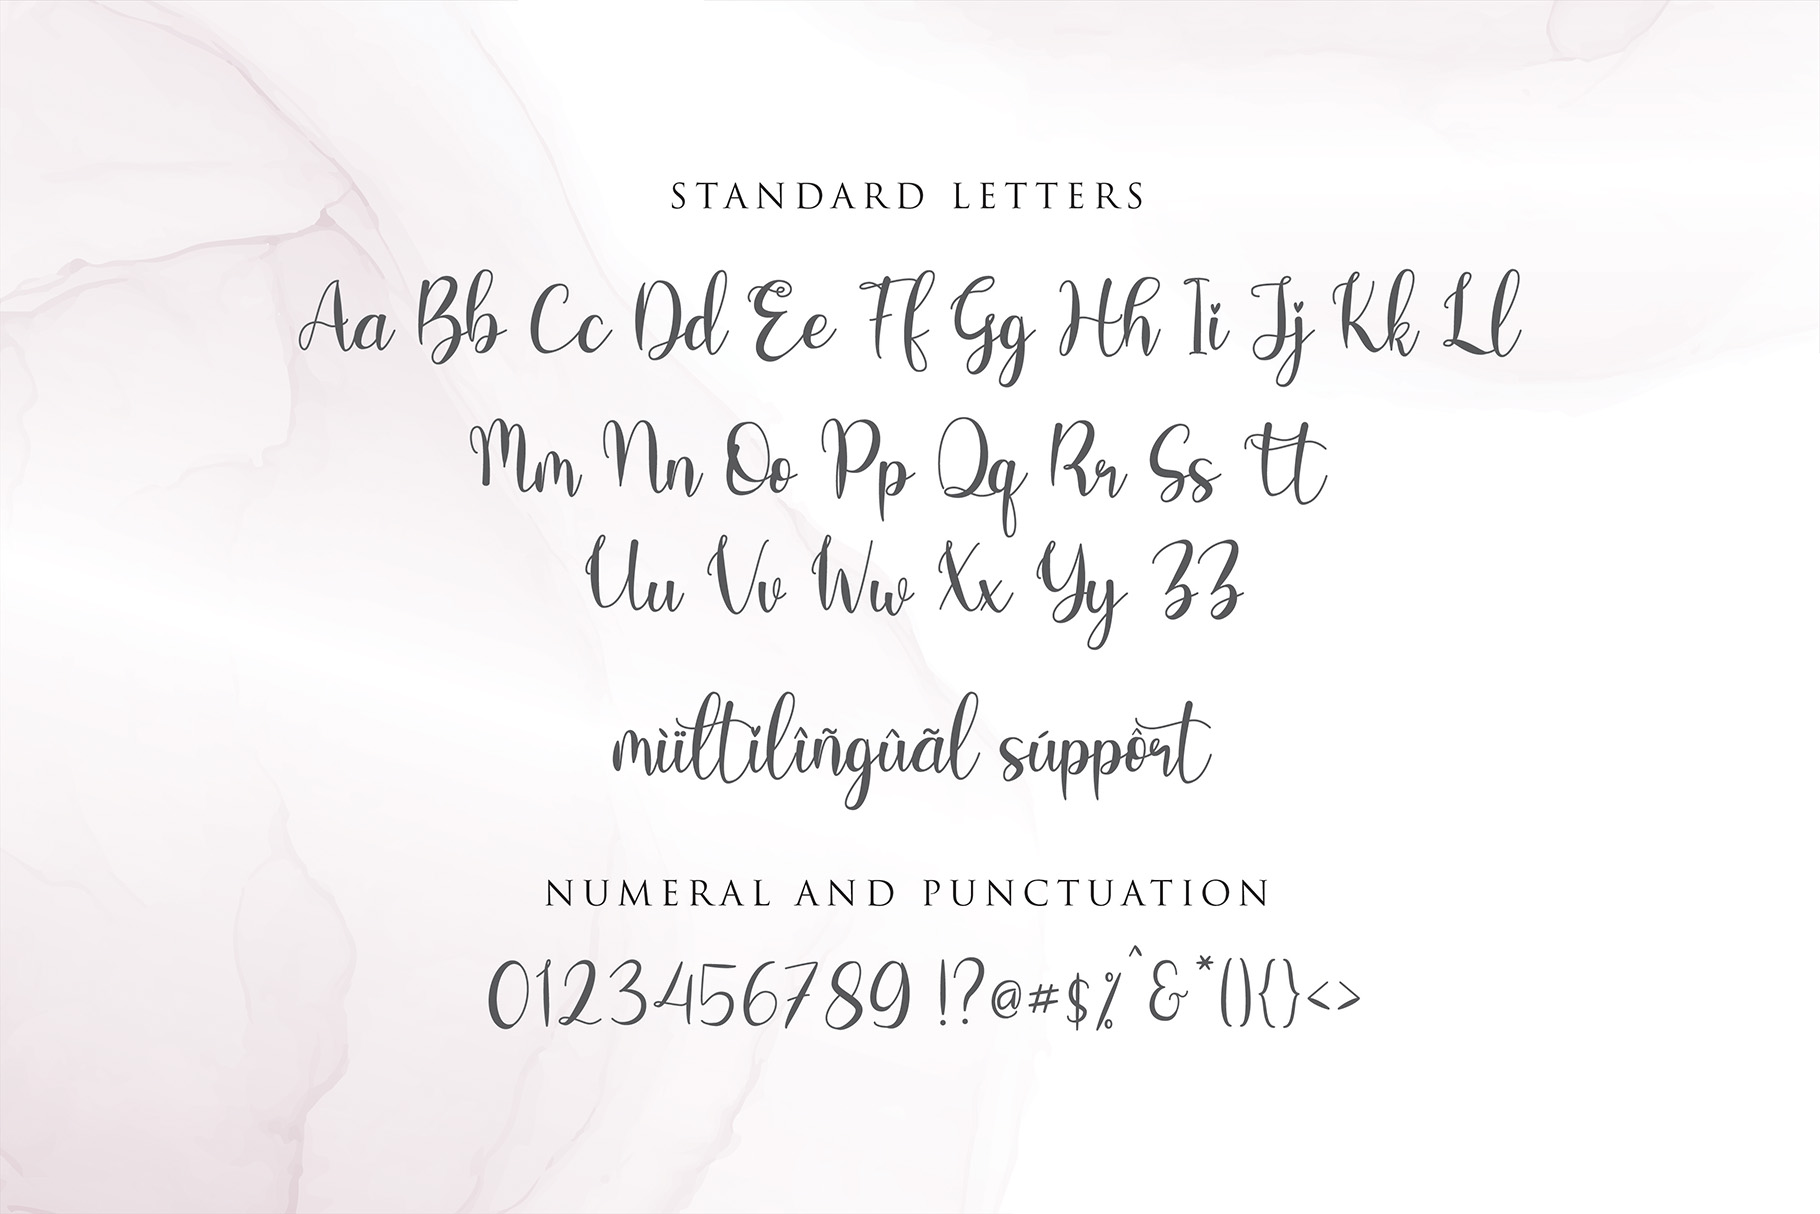 STANDARD LETTERS
Aa Bb Cc Dd Ee Ff Gg Hh Ii Jj Kk Ll
Mm Nn Oo Pp Qq Rr Ss tt
Uu Vv Ww Xx Yy Zz
mùïltĭlîñgûãl súppôrt
NUMERAL AND PUNCTUATION
0123456789 !?@#$%^&*(){}<>